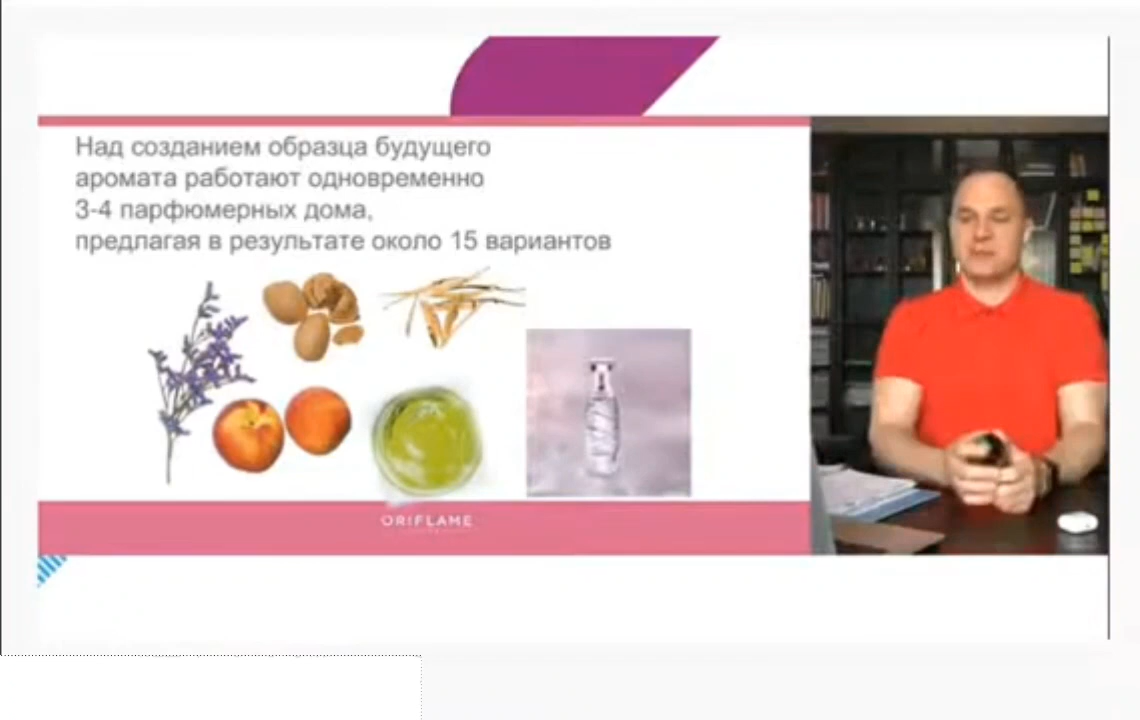 Над созданием образца будущего
аромата работают одновременно
3-4 парфюмерных дома,
предлагая в результате около 15 вариантов
ORIFLAME